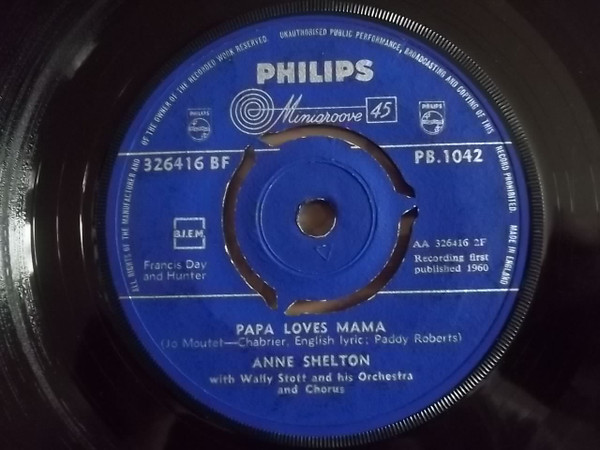 ALL RIGHTS OF THE MANUFACTURER AND OF THE OWNER OF THE RECORDED WORK RESERVED. UNAUTHORISED PUBLIC PERFORMANCE, BROADCASTING AND COPYING OF THIS RECORD PROHIBITED. MADE IN ENGLAND
PHILIPS
PHILIPS
Minigroove 45
PHILIPS
326416 BF
PB.1042
B.I.E.M.
AA 326416 2F
Francis Day
and Hunter
Recording first
published 1960
PAPA LOVES MAMA
(Jo Moutet—Chabrier, English lyric; Paddy Roberts)
ANNE SHELTON
with Wally Stott and his Orchestra
and Chorus